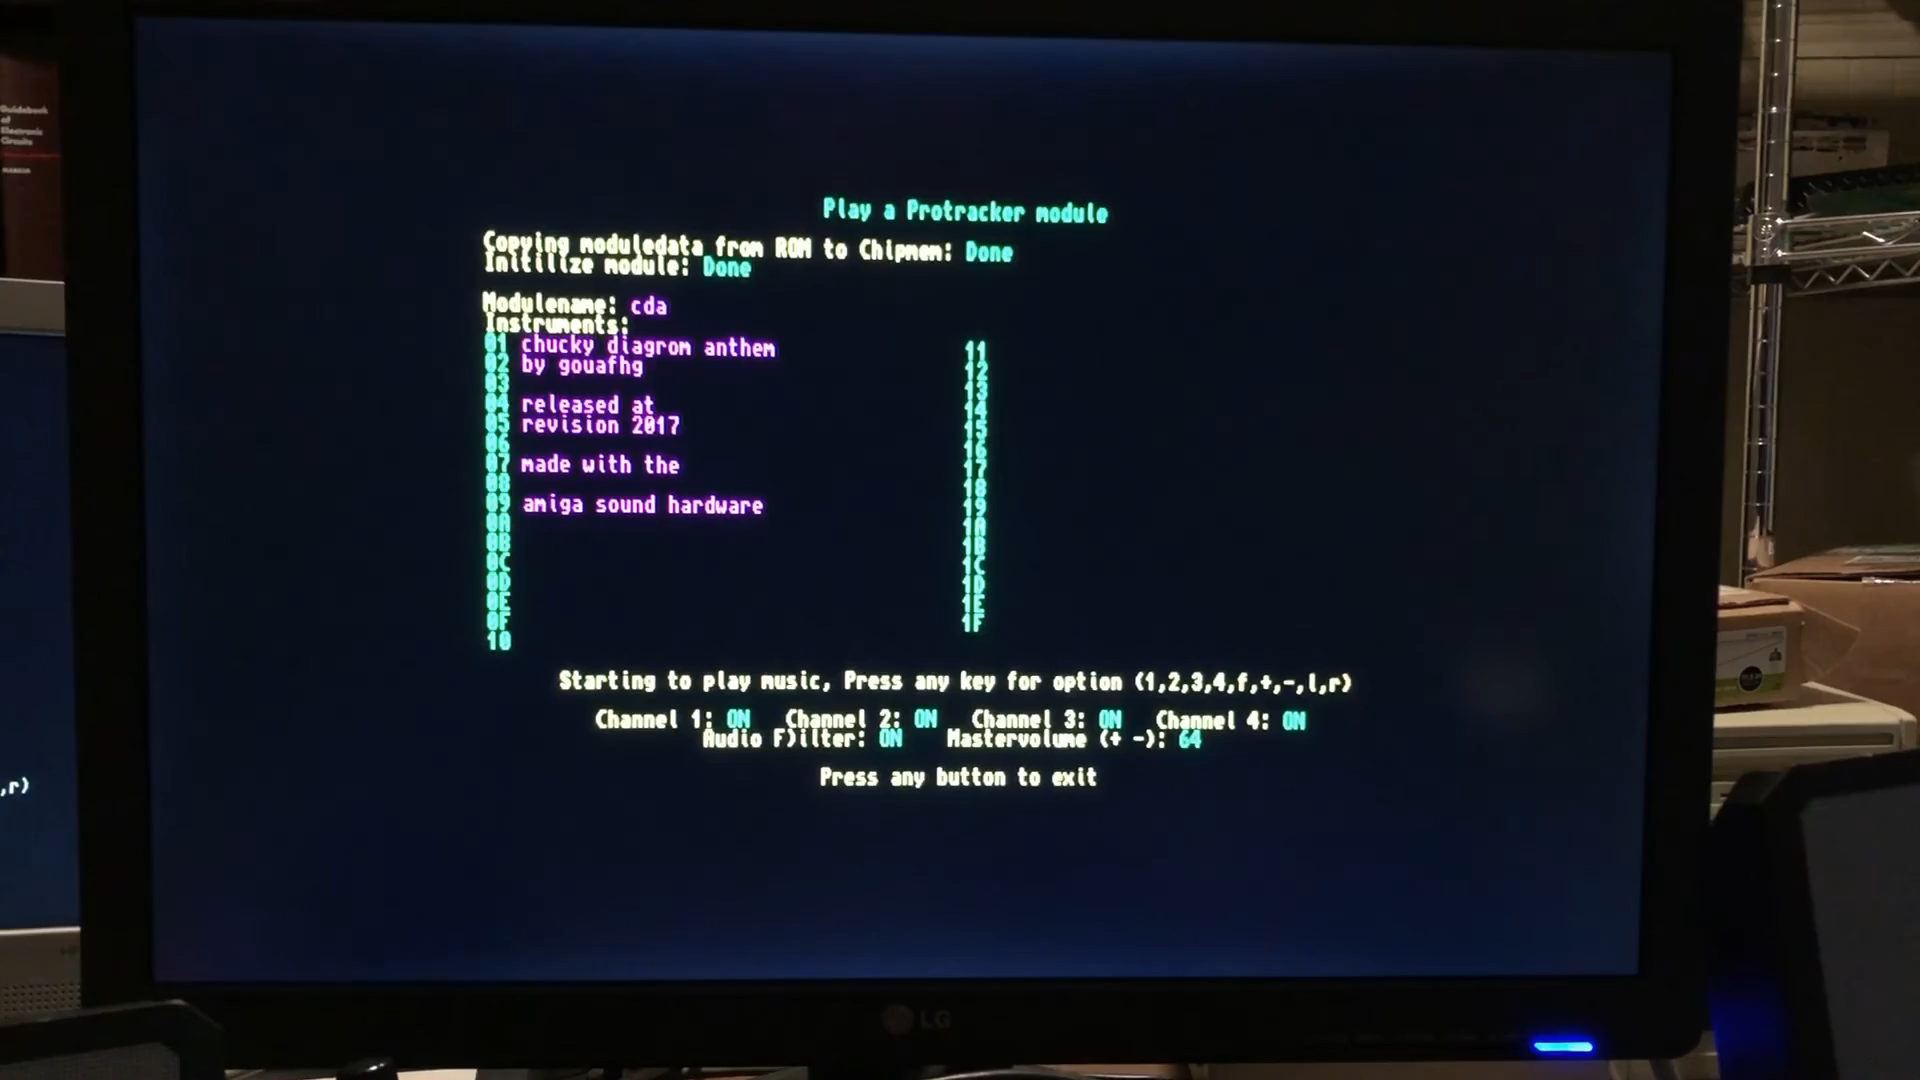 Guidebook
of
Electronic
Circuits
MARKUS
Play a Protracker module
Copying moduledata from ROM to Chipmem: Done
Initilize module: Done
Modulename: cda
Instruments:
01 chucky diagrom anthem 11
02 by gouafhg 12
03 13
04 released at 14
05 revision 2017 15
06 16
07 made with the 17
08 18
09 amiga sound hardware 19
0A 1A
0B 1B
0C 1C
0D 1D
0E 1E
0F 1F
10
Starting to play music, Press any key for option (1,2,3,4,f,+,-,l,r)
Channel 1: ON Channel 2: ON Channel 3: ON Channel 4: ON
Audio F)ilter: ON Mastervolume (+ -): 64
Press any button to exit
,r)
LG